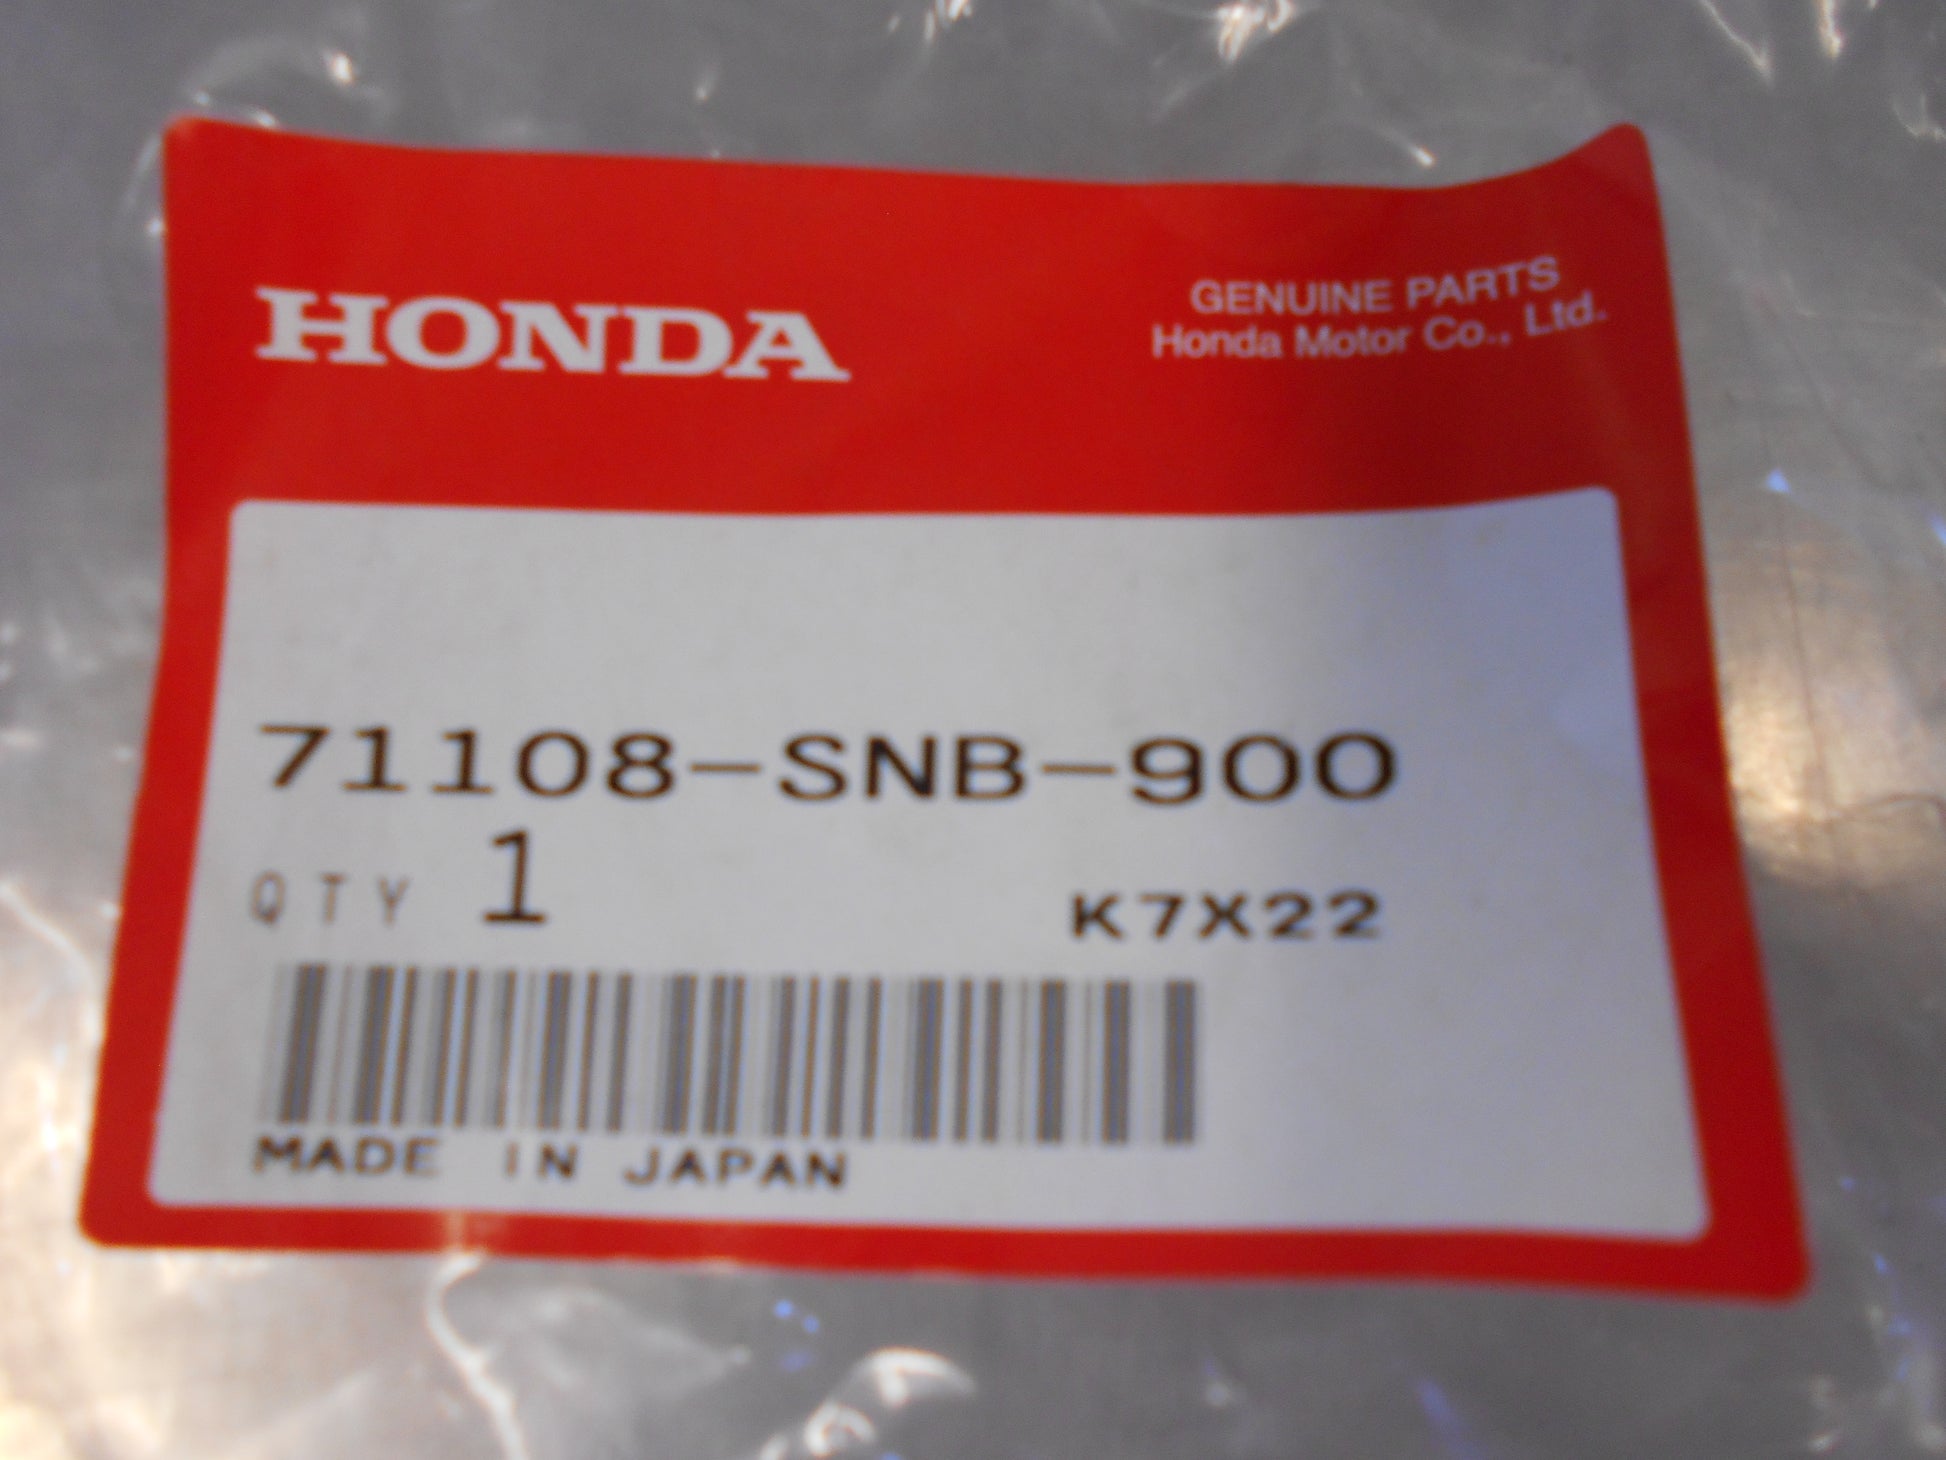 HONDA
GENUINE PARTS
Honda Motor Co., Ltd.
71108-SNB-900
QTY 1
K7X22
MADE IN JAPAN